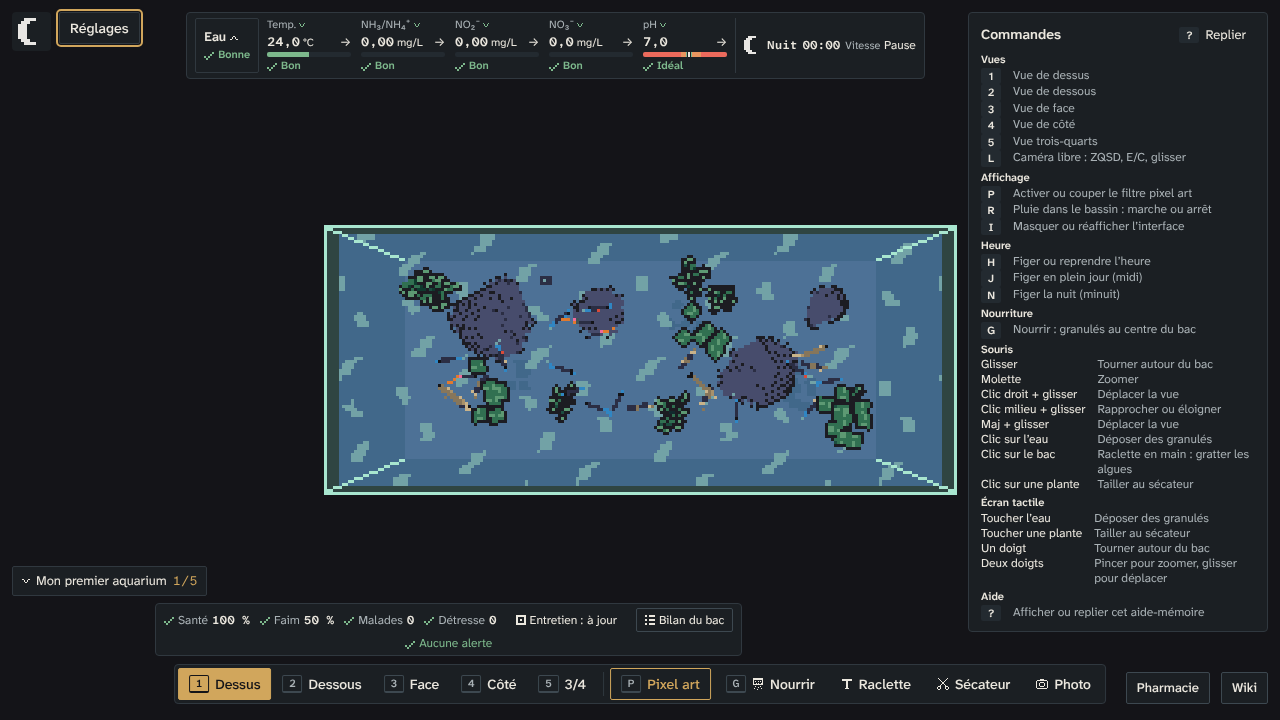 Réglages
Eau
Bonne
Temp.
24,0 °C
Bon
NH₃/NH₄⁺
0,00 mg/L
Bon
NO₂⁻
0,00 mg/L
Bon
NO₃⁻
0,0 mg/L
Bon
pH
7,0
Idéal
Nuit 00:00 Vitesse Pause
Commandes
? Replier
Vues
1 Vue de dessus
2 Vue de dessous
3 Vue de face
4 Vue de côté
5 Vue trois-quarts
L Caméra libre : ZQSD, E/C, glisser
Affichage
P Activer ou couper le filtre pixel art
R Pluie dans le bassin : marche ou arrêt
I Masquer ou réafficher l'interface
Heure
H Figer ou reprendre l'heure
J Figer en plein jour (midi)
N Figer la nuit (minuit)
Nourriture
G Nourrir : granulés au centre du bac
Souris
Glisser Tourner autour du bac
Molette Zoomer
Clic droit + glisser Déplacer la vue
Clic milieu + glisser Rapprocher ou éloigner
Maj + glisser Déplacer la vue
Clic sur l'eau Déposer des granulés
Clic sur le bac Raclette en main : gratter les
algues
Clic sur une plante Tailler au sécateur
Écran tactile
Toucher l'eau Déposer des granulés
Toucher une plante Tailler au sécateur
Un doigt Tourner autour du bac
Deux doigts Pincer pour zoomer, glisser
pour déplacer
Aide
? Afficher ou replier cet aide-mémoire
Mon premier aquarium 1/5
Santé 100 % Faim 50 % Malades 0 Détresse 0 Entretien : à jour Bilan du bac
Aucune alerte
1 Dessus 2 Dessous 3 Face 4 Côté 5 3/4 P Pixel art G Nourrir Raclette Sécateur Photo
Pharmacie Wiki